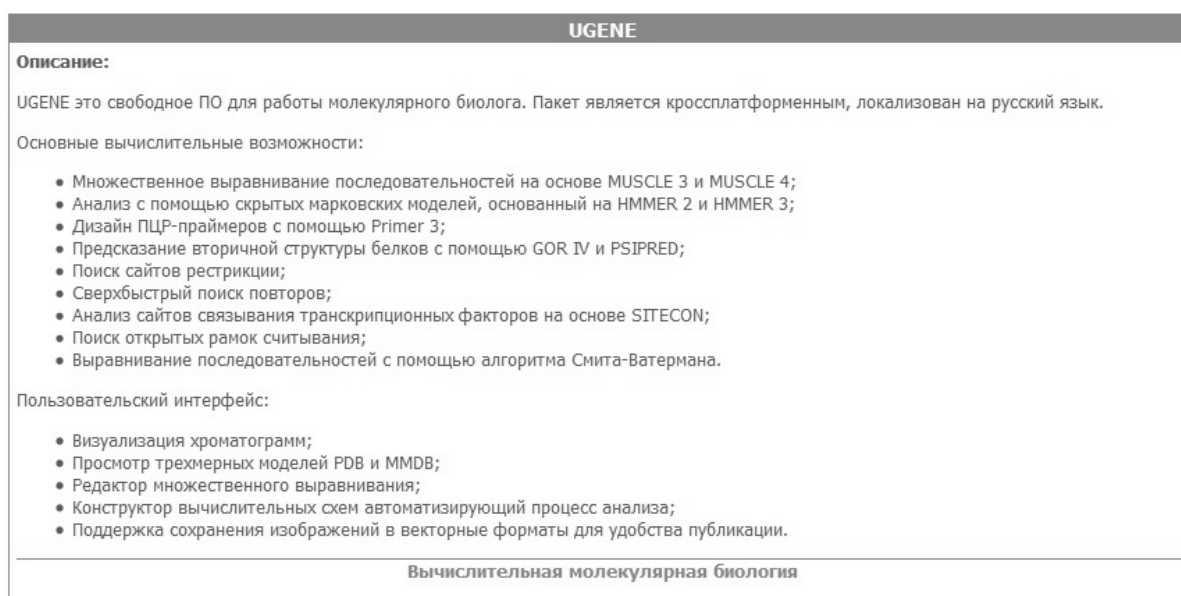 UGENE
Описание:
UGENE это свободное ПО для работы молекулярного биолога. Пакет является кроссплатформенным, локализован на русский язык.
Основные вычислительные возможности:
• Множественное выравнивание последовательностей на основе MUSCLE 3 и MUSCLE 4;
• Анализ с помощью скрытых марковских моделей, основанный на HMMER 2 и HMMER 3;
• Дизайн ПЦР-праймеров с помощью Primer 3;
• Предсказание вторичной структуры белков с помощью GOR IV и PSIPRED;
• Поиск сайтов рестрикции;
• Сверхбыстрый поиск повторов;
• Анализ сайтов связывания транскрипционных факторов на основе SITECON;
• Поиск открытых рамок считывания;
• Выравнивание последовательностей с помощью алгоритма Смита-Ватермана.
Пользовательский интерфейс:
• Визуализация хроматограмм;
• Просмотр трехмерных моделей PDB и MMDB;
• Редактор множественного выравнивания;
• Конструктор вычислительных схем автоматизирующий процесс анализа;
• Поддержка сохранения изображений в векторные форматы для удобства публикации.
Вычислительная молекулярная биология